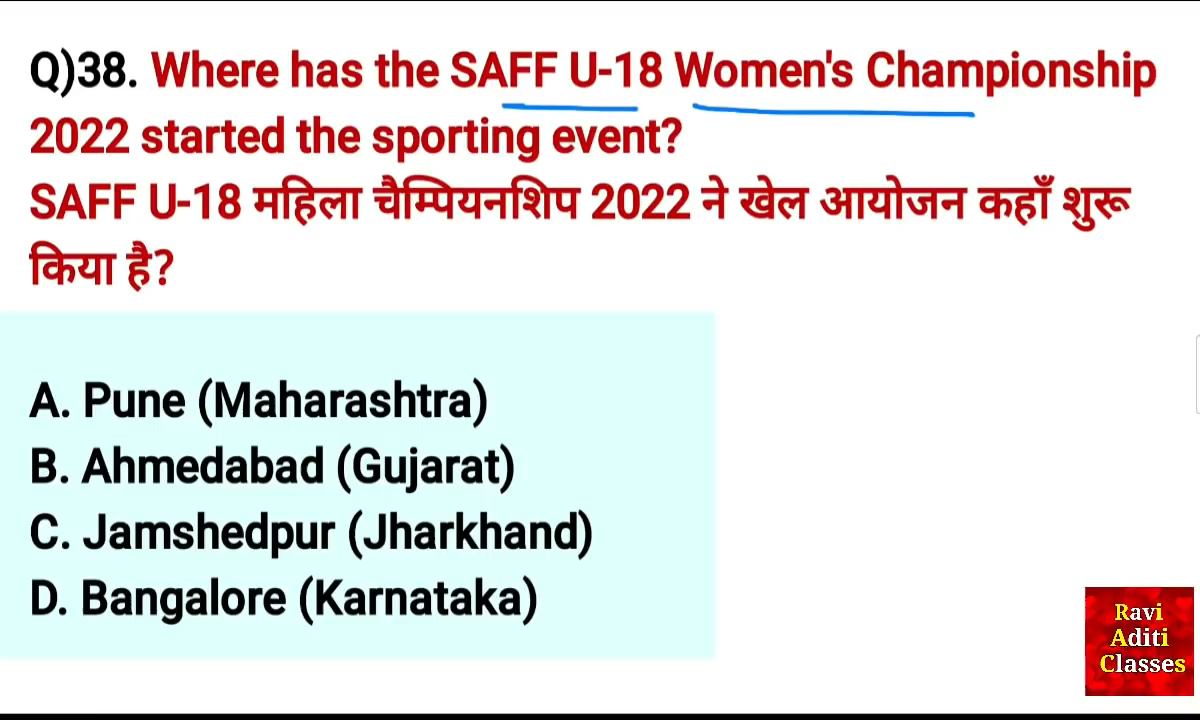 Q)38. Where has the SAFF U-18 Women's Championship
2022 started the sporting event?
SAFF U-18 महिला चैम्पियनशिप 2022 ने खेल आयोजन कहाँ शुरू
किया है?
A. Pune (Maharashtra)
B. Ahmedabad (Gujarat)
C. Jamshedpur (Jharkhand)
D. Bangalore (Karnataka)
Ravi
Aditi
Classes